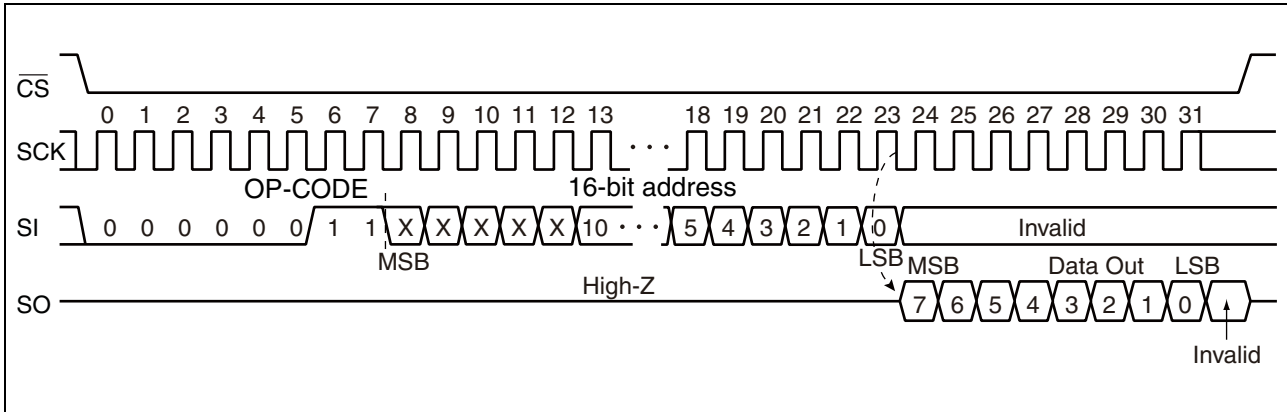 CS
0 1 2 3 4 5 6 7 8 9 10 11 12 13 18 19 20 21 22 23 24 25 26 27 28 29 30 31
SCK ···
OP-CODE 16-bit address
SI 0 0 0 0 0 0 1 1 X X X X X 10 ··· 5 4 3 2 1 0 Invalid
MSB LSB MSB Data Out LSB
High-Z
SO 7 6 5 4 3 2 1 0
Invalid